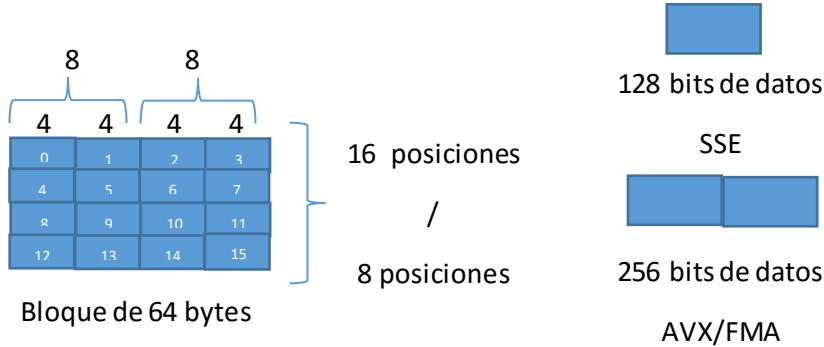 8 8
4 4 4 4
0 1 2 3
4 5 6 7
8 9 10 11
12 13 14 15
Bloque de 64 bytes
16 posiciones
/
8 posiciones
128 bits de datos
SSE
256 bits de datos
AVX/FMA